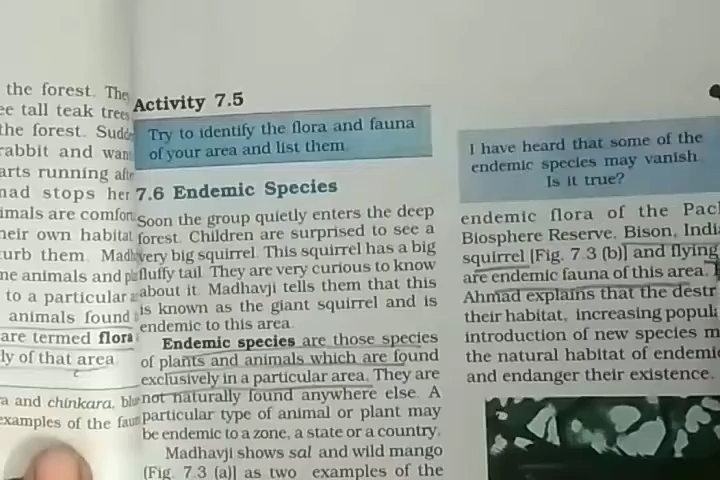 the forest. They
ee tall teak trees
the forest. Sudd
rabbit and wan
arts running afte
mad stops her
imals are comfort
heir own habitat
urb them. Madh
ne animals and pl
to a particular a
animals found
are termed flora
ly of that area.
a and chinkara, blue
examples of the faun
Activity 7.5
Try to identify the flora and fauna
of your area and list them.
7.6 Endemic Species
Soon the group quietly enters the deep
forest. Children are surprised to see a
very big squirrel. This squirrel has a big
fluffy tail. They are very curious to know
about it. Madhavji tells them that this
is known as the giant squirrel and is
endemic to this area.
Endemic species are those species
of plants and animals which are found
exclusively in a particular area. They are
not naturally found anywhere else. A
particular type of animal or plant may
be endemic to a zone, a state or a country.
Madhavji shows sal and wild mango
(Fig. 7.3 (a)] as two examples of the
I have heard that some of the
endemic species may vanish.
Is it true?
endemic flora of the Pac
Biosphere Reserve. Bison, India
squirrel [Fig. 7.3 (b)] and flying
are endemic fauna of this area.
Ahmad explains that the destr
their habitat, increasing popul
introduction of new species m
the natural habitat of endemi
and endanger their existence.